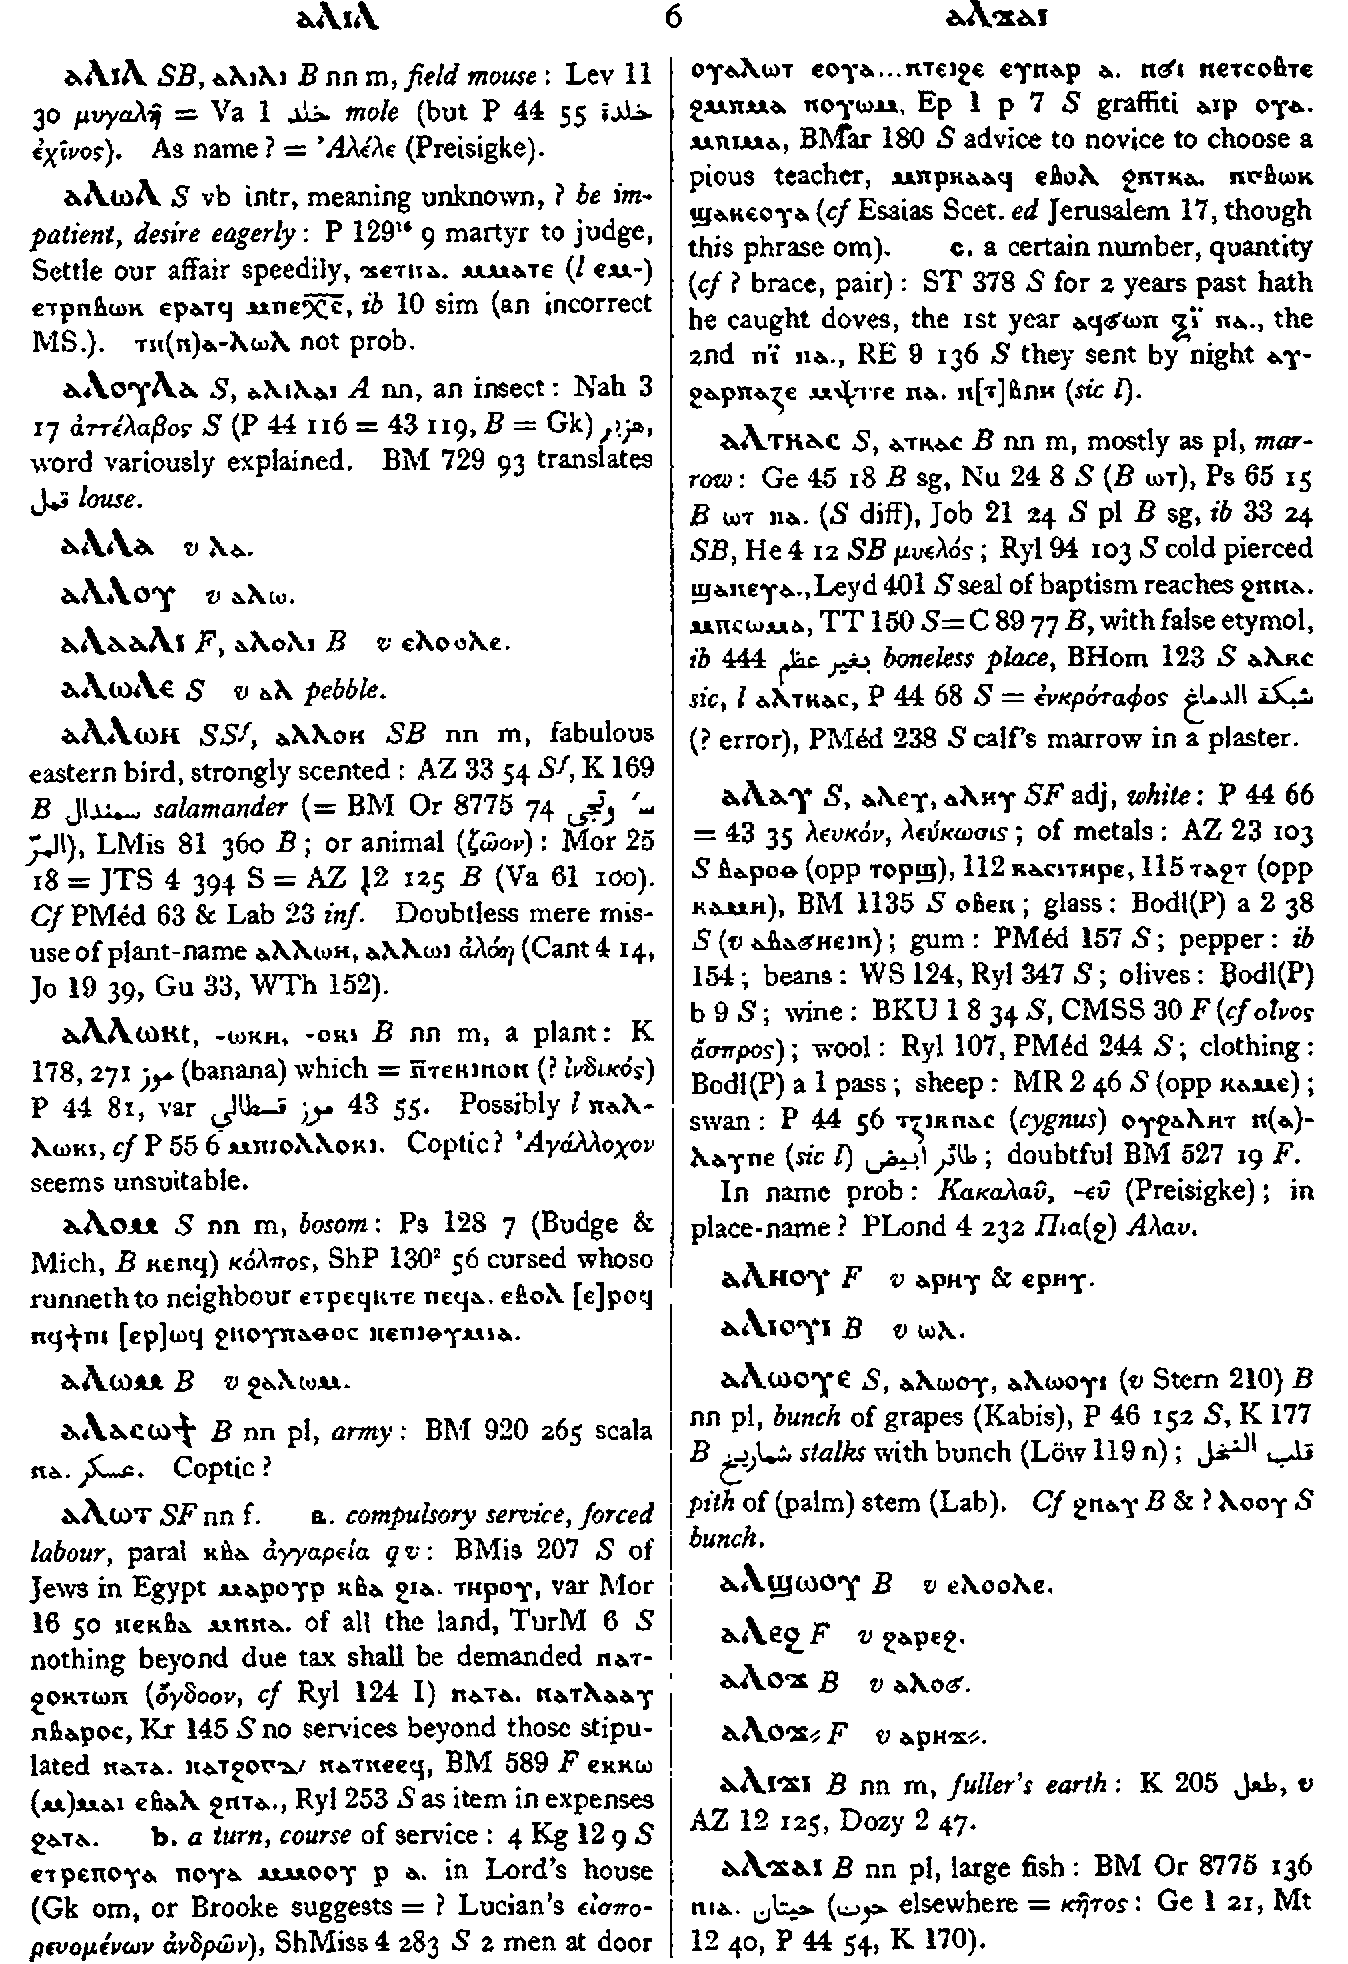 ⲁⲗⲓⲗ 6 ⲁⲗϫⲁⲓ
ⲁⲗⲓⲗ SB, ⲁⲗⲓⲗⲓ B nn m, field mouse: Lev 11
30 μυγαλῆ = Va 1 خلد mole (but P 44 55 خلدة
ἐχῖνος). As name? = Ἀλέλε (Preisigke).
ⲁⲗⲱⲗ S vb intr, meaning unknown, ? be im-
patient, desire eagerly: P 129¹⁶ 9 martyr to judge,
Settle our affair speedily, ϫⲉⲧⲛⲁ. ⲙⲙⲁⲧⲉ (l ⲉⲙ-)
ⲉⲧⲣⲛⲃⲱⲕ ⲉⲣⲁⲧϥ ⲙⲡⲉⲭ̅ⲥ̅, ib 10 sim (an incorrect
MS.). ⲧⲛ(ⲛ)ⲁ-ⲗⲱⲗ not prob.
ⲁⲗⲟⲩⲗⲁ S, ⲁⲗⲓⲗⲁⲓ A nn, an insect: Nah 3
17 ἀττέλαβος S (P 44 116 = 43 119, B = Gk)
word variously explained. BM 729 93 translates
قمل louse.
ⲁⲗⲗⲁ v ⲗⲁ.
ⲁⲗⲗⲟⲩ v ⲁⲗⲱ.
ⲁⲗⲁⲁⲗⲓ F, ⲁⲗⲟⲗⲓ B v ⲉⲗⲟⲟⲗⲉ.
ⲁⲗⲱⲗⲉ S v ⲁⲗ pebble.
ⲁⲗⲗⲱⲏ SSᶠ, ⲁⲗⲗⲟⲏ SB nn m, fabulous
eastern bird, strongly scented: AZ 33 54 Sᶠ, K 169
B سمندال salamander (= BM Or 8775 74
LMis 81 360 B; or animal (ζῶον): Mor 25
18 = JTS 4 394 S = AZ 12 125 B (Va 61 100).
Cf PMéd 63 & Lab 23 inf. Doubtless mere mis-
use of plant-name ⲁⲗⲗⲱⲏ, ⲁⲗⲗⲱⲓ ἀλόη (Cant 4 14,
Jo 19 39, Gu 33, WTh 152).
ⲁⲗⲗⲱⲕⲓ, -ⲱⲕⲏ, -ⲟⲕⲓ B nn m, a plant: K
178, 271 موز (banana) which = ⲛ̅ⲧⲉⲕⲓⲛⲟⲛ (? ἰνδικός)
P 44 81, var موز قسطالى 43 55. Possibly l ⲡⲁⲗ-
ⲗⲱⲕⲓ, cf P 55 6 ⲙⲡⲓⲟⲗⲗⲟⲕⲓ. Coptic? Ἀγάλλοχον
seems unsuitable.
ⲁⲗⲟⲙ S nn m, bosom: Ps 128 7 (Budge &
Mich, B ⲕⲉⲛϥ) κόλπος, ShP 130² 56 cursed whoso
runneth to neighbour ⲉⲧⲣⲉϥⲕⲧⲉ ⲡⲉϥⲁ. ⲉⲃⲟⲗ [ⲉ]ⲣⲟϥ
ⲛϥϯⲡⲓ [ⲉⲣ]ⲱϥ ϩⲛⲟⲩⲡⲁⲑⲟⲥ ⲛⲉⲡⲓⲑⲩⲙⲓⲁ.
ⲁⲗⲱⲙ B v ϩⲁⲗⲱⲙ.
ⲁⲗⲁⲥⲱϯ B nn pl, army: BM 920 265 scala
ⲛⲁ. عسكر. Coptic?
ⲁⲗⲱⲧ SF nn f. a. compulsory service, forced
labour, paral ⲕⲃⲁ ἀγγαρεία qv: BMis 207 S of
Jews in Egypt ⲙⲁⲣⲟⲩⲣ ⲕⲃⲁ ϩⲓⲁ. ⲧⲏⲣⲟⲩ, var Mor
16 50 ⲛⲉⲕⲃⲁ ⲙⲛⲛⲁ. of all the land, TurM 6 S
nothing beyond due tax shall be demanded ⲛⲁⲧ-
ϩⲟⲕⲧⲱⲛ (ὄγδοον, cf Ryl 124 I) ⲛⲁⲧⲁ. ⲛⲁⲧⲗⲁⲁⲩ
ⲛⲃⲁⲣⲟⲥ, Kr 145 S no services beyond those stipu-
lated ⲛⲁⲧⲁ. BM 589 F ⲉⲕⲕⲱ
(ⲙ)ⲙⲁⲓ ⲉⲃⲁⲗ ϩⲛⲧⲁ., Ryl 253 S as item in expenses
ϩⲁⲧⲁ. b. a turn, course of service: 4 Kg 12 9 S
ⲉⲧⲣⲉⲡⲟⲩⲁ ⲡⲟⲩⲁ ⲙⲙⲟⲟⲩ ⲣ ⲁ. in Lord's house
(Gk om, or Brooke suggests = ? Lucian's εἰσπο-
ρευομένων ἀνδρῶν), ShMiss 4 283 S 2 men at door
ⲟⲩⲁⲗⲱⲧ ⲉⲟⲩⲁ...ⲛⲧⲉⲓϩⲉ ⲉⲩⲛⲁⲣ ⲁ. ⲛϭⲓ ⲛⲉⲧⲥⲟⲃⲧⲉ
ϩⲙⲡⲙⲁ ⲛⲟⲩⲱⲙ, Ep 1 p 7 S graffiti ⲁⲓⲣ ⲟⲩⲁ.
ⲙⲡⲓⲙⲁ, BMar 180 S advice to novice to choose a
pious teacher, ⲙⲡⲣⲕⲁⲁϥ ⲉⲃⲟⲗ ϩⲛⲧⲕⲁ. ⲛⲅⲃⲱⲕ
ϣⲁⲕⲉⲟⲩⲁ (cf Esaias Scet. ed Jerusalem 17, though
this phrase om). c. a certain number, quantity
(cf ? brace, pair): ST 378 S for 2 years past hath
he caught doves, the 1st year ⲁϥϭⲱⲡ ⲛⲁ., the
2nd ⲛⲁ., RE 9 136 S they sent by night ⲁⲩ-
ϩⲁⲣⲡⲁⲍⲉ ⲙⲯⲓⲧⲉ ⲛⲁ. ⲛ[ⲧ]ⲃⲛⲏ (sic l).
ⲁⲗⲧⲕⲁⲥ S, ⲁⲧⲕⲁⲥ B nn m, mostly as pl, mar-
row: Ge 45 18 B sg, Nu 24 8 S (B ⲱⲧ), Ps 65 15
B ⲱⲧ ⲛⲁ. (S diff), Job 21 24 S pl B sg, ib 33 24
SB, He 4 12 SB μυελός; Ryl 94 103 S cold pierced
ϣⲁⲛⲉⲩⲁ., Leyd 401 S seal of baptism reaches ϩⲛⲛⲁ.
ⲙⲡⲥⲱⲙⲁ, TT 150 S=C 89 77 B, with false etymol,
ib 444 بغير عظم boneless place, BHom 123 S ⲁⲗⲕⲥ
sic, l ⲁⲗⲧⲕⲁⲥ, P 44 68 S = ἐνκρόταφος شبكة الدماغ
(? error), PMéd 238 S calf's marrow in a plaster.
ⲁⲗⲁⲩ S, ⲁⲗⲉⲩ, ⲁⲗⲏⲩ SF adj, white: P 44 66
= 43 35 λευκόν, λεύκωσις; of metals: AZ 23 103
S ⲃⲁⲣⲟⲑ (opp ⲧⲟⲣϣ), 112 ⲕⲁⲥⲓⲧⲏⲣⲉ, 115 ⲧⲁϩⲧ (opp
ⲕⲁⲙⲏ), BM 1135 S ⲟⲃⲉⲛ; glass: Bodl(P) a 2 38
S (v ⲁⲃⲁϭⲏⲉⲓⲛ); gum: PMéd 157 S; pepper: ib
154; beans: WS 124, Ryl 347 S; olives: Bodl(P)
b 9 S; wine: BKU 1 8 34 S, CMSS 30 F (cf οἶνος
ἄσπρος); wool: Ryl 107, PMéd 244 S; clothing:
Bodl(P) a 1 pass; sheep: MR 2 46 S (opp ⲕⲁⲙⲉ);
swan: P 44 56 ⲧⲍⲓⲕⲛⲁⲥ (cygnus) ⲟⲩϩⲁⲗⲏⲧ ⲛ(ⲁ)-
ⲗⲁⲩⲡⲉ (sic l) طائر ابيض; doubtful BM 527 19 F.
In name prob: Κακαλαῦ, -εῦ (Preisigke); in
place-name? PLond 4 232 Πια(ϩ) Αλαυ.
ⲁⲗⲏⲟⲩ F v ⲁⲣⲏⲩ & ⲉⲣⲏⲩ.
ⲁⲗⲓⲟⲩⲓ B v ⲱⲗ.
ⲁⲗⲱⲟⲩⲉ S, ⲁⲗⲱⲟⲩ, ⲁⲗⲱⲟⲩⲓ (v Stern 210) B
nn pl, bunch of grapes (Kabis), P 46 152 S, K 177
B شماريخ stalks with bunch (Löw 119 n); قلب النخل
pith of (palm) stem (Lab). Cf ϩⲛⲁⲩ B & ? ⲗⲟⲟⲩ S
bunch.
ⲁⲗϣⲱⲟⲩ B v ⲉⲗⲟⲟⲗⲉ.
ⲁⲗⲉϩ F v ϩⲁⲣⲉϩ.
ⲁⲗⲟϫ B v ⲁⲗⲟϭ.
ⲁⲗⲟϫ⸗ F v ⲁⲣⲏϫ⸗.
ⲁⲗⲓϫⲓ B nn m, fuller's earth: K 205 طفل, v
AZ 12 125, Dozy 2 47.
ⲁⲗϫⲁⲓ B nn pl, large fish: BM Or 8775 136
ⲛⲓⲁ. حيتان (حوت elsewhere = κῆτος: Ge 1 21, Mt
12 40, P 44 54, K 170).